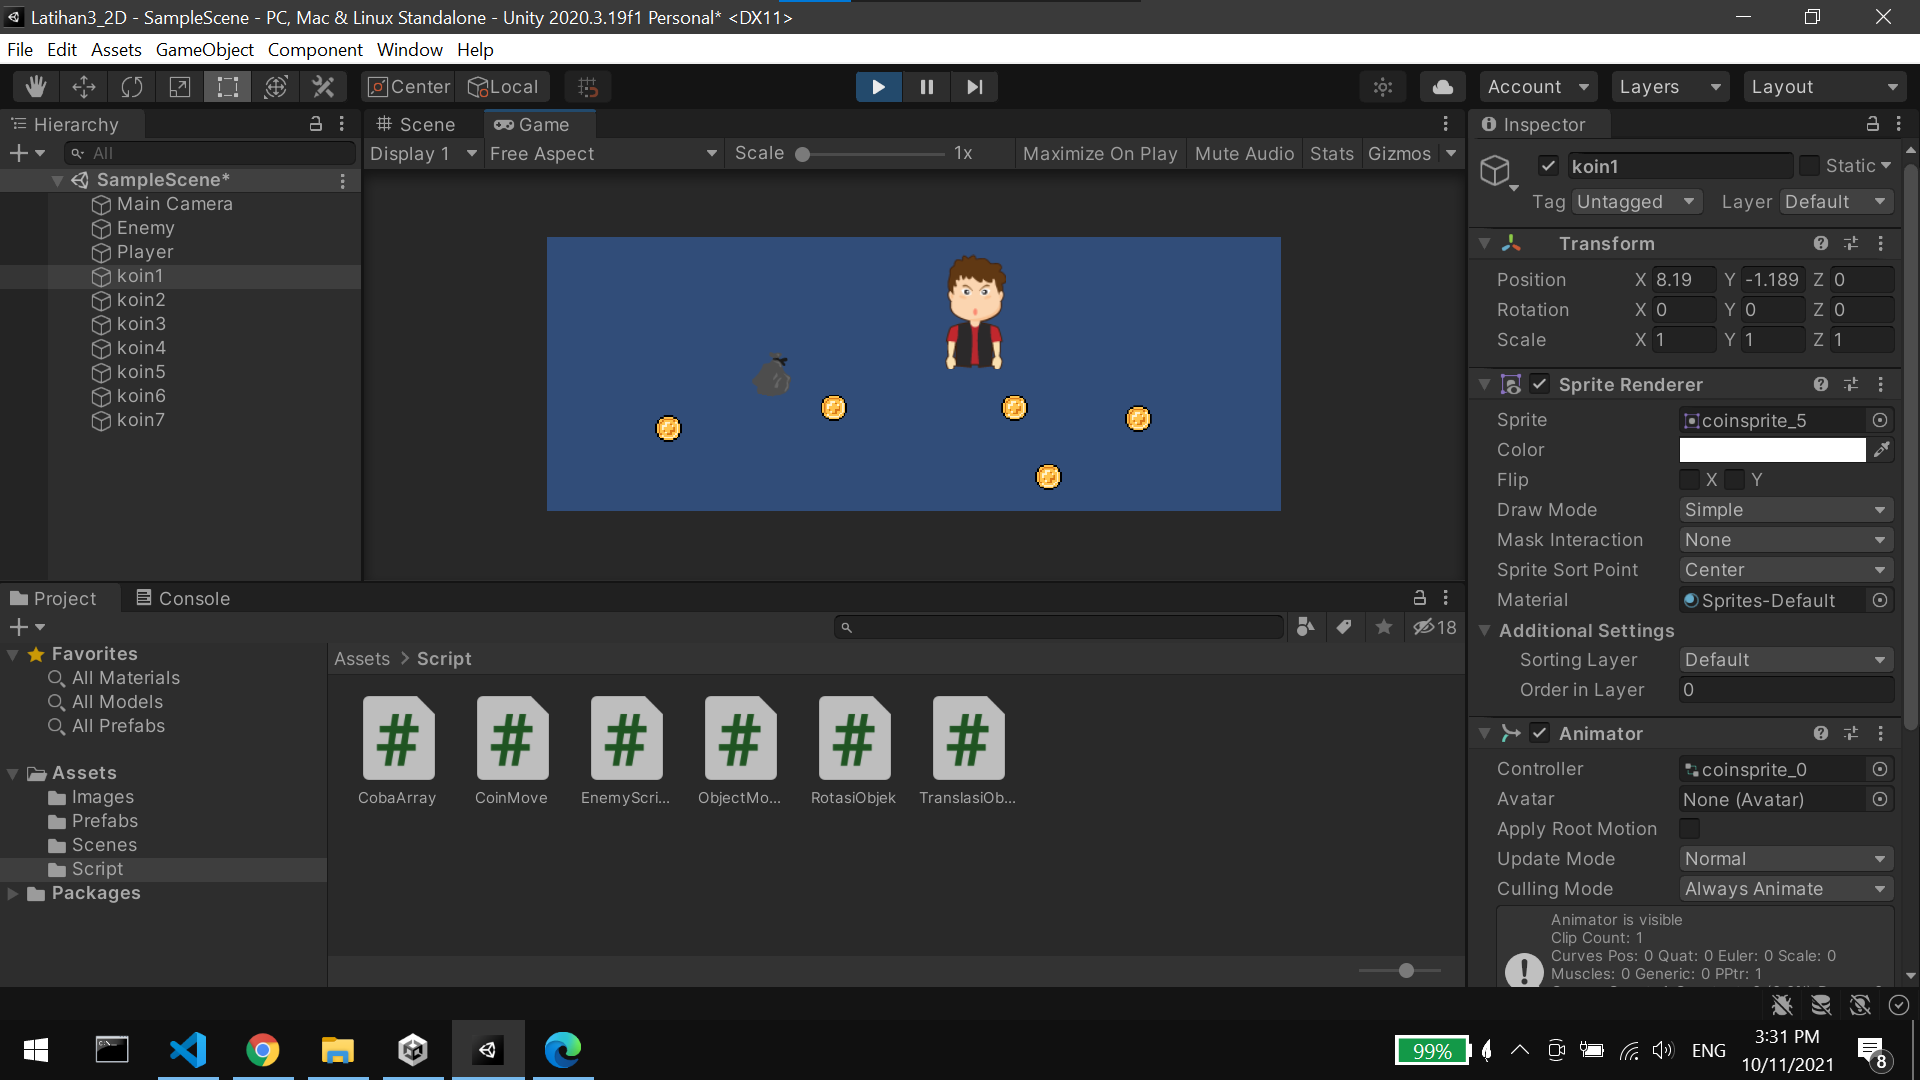 Latihan3_2D - SampleScene - PC, Mac & Linux Standalone - Unity 2020.3.19f1 Personal* <DX11>
File Edit Assets GameObject Component Window Help
Center Local Account Layers Layout
Hierarchy
All
SampleScene*
Main Camera
Enemy
Player
koin1
koin2
koin3
koin4
koin5
koin6
koin7
Scene Game
Display 1 Free Aspect Scale 1x Maximize On Play Mute Audio Stats Gizmos
Inspector
koin1 Static
Tag Untagged Layer Default
Transform
Position X 8.19 Y -1.189 Z 0
Rotation X 0 Y 0 Z 0
Scale X 1 Y 1 Z 1
Sprite Renderer
Sprite coinsprite_5
Color
Flip X Y
Draw Mode Simple
Mask Interaction None
Sprite Sort Point Center
Material Sprites-Default
Additional Settings
Sorting Layer Default
Order in Layer 0
Animator
Controller coinsprite_0
Avatar None (Avatar)
Apply Root Motion
Update Mode Normal
Culling Mode Always Animate
Animator is visible
Clip Count: 1
Curves Pos: 0 Quat: 0 Euler: 0 Scale: 0
Muscles: 0 Generic: 0 PPtr: 1
Project Console
18
Favorites
All Materials
All Models
All Prefabs
Assets
Images
Prefabs
Scenes
Script
Packages
Assets > Script
CobaArray CoinMove EnemyScri... ObjectMo... RotasiObjek TranslasiOb...
99% ENG
3:31 PM
10/11/2021
8